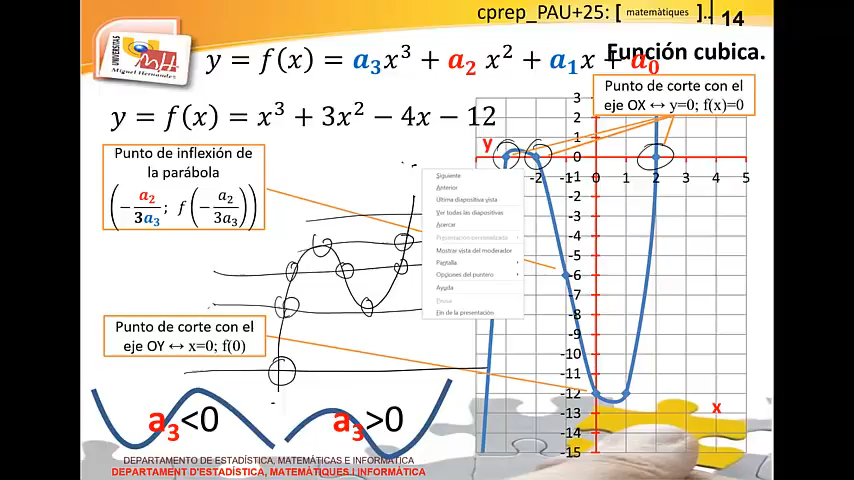 cprep_PAU+25: [ matemàtiques ].. 14
UNIVERSITAS
Miguel Hernández
Función cubica.
y = f(x) = a₃x³ + a₂ x² + a₁x + a₀
y = f(x) = x³ + 3x² − 4x − 12
Punto de corte con el
eje OX ↔ y=0; f(x)=0
Punto de inflexión de
la parábola
(− a₂/3a₃ ; f(− a₂/3a₃))
Siguiente
Anterior
Última diapositiva vista
Ver todas las diapositivas
Acercar
Presentación personalizada
Mostrar vista del moderador
Pantalla
Opciones del puntero
Ayuda
Pausa
Fin de la presentación
Punto de corte con el
eje OY ↔ x=0; f(0)
a₃<0
a₃>0
y
3
2
1
0
-1
-2
-3
-4
-5
-6
-7
-8
-9
-10
-11
-12
-13
-14
-15
-2 -1 0 1 2 3 4 5
x
DEPARTAMENTO DE ESTADÍSTICA, MATEMÁTICAS E INFORMÁTICA
DEPARTAMENT D'ESTADÍSTICA, MATEMÀTIQUES I INFORMÀTICA